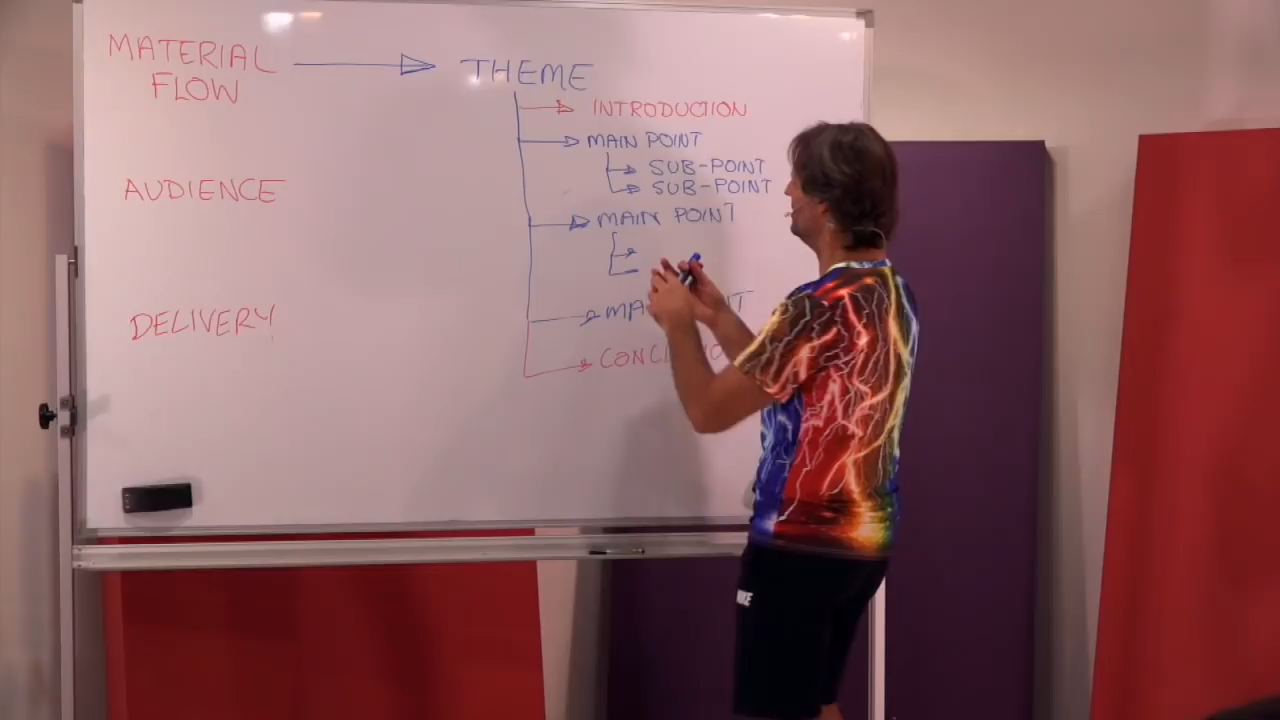 MATERIAL
FLOW
THEME
INTRODUCTION
MAIN POINT
SUB-POINT
SUB-POINT
AUDIENCE
MAIN POINT
DELIVERY